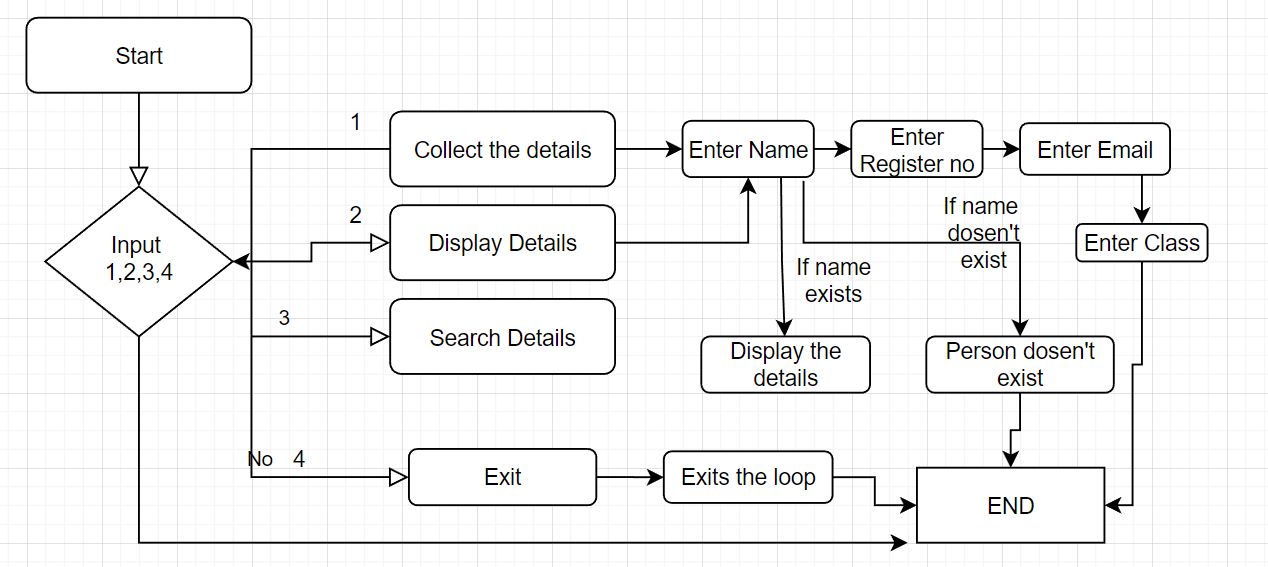 Start
1
Collect the details
Enter Name
Enter
Register no
Enter Email
2
Display Details
If name
dosen't
exist
Enter Class
Input
1,2,3,4
If name
exists
3
Search Details
Display the
details
Person dosen't
exist
No 4
Exit
Exits the loop
END